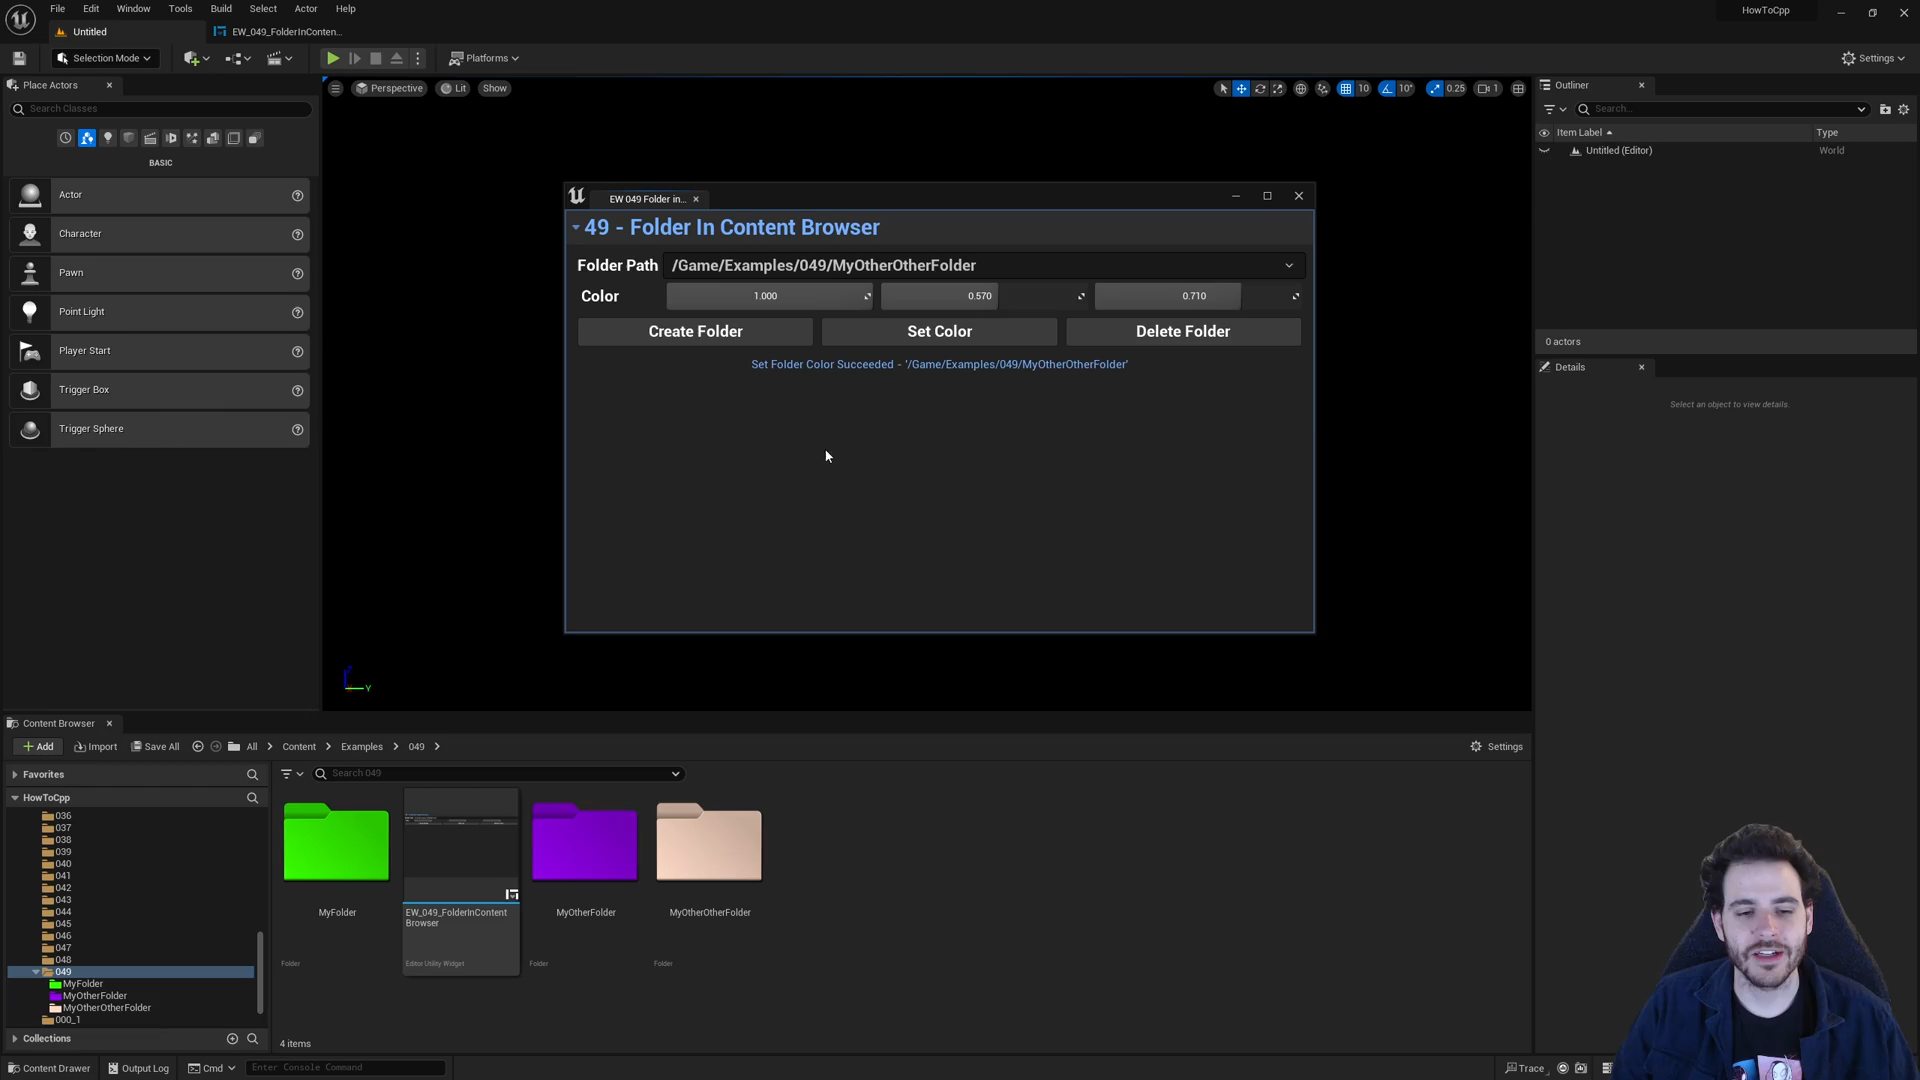 File Edit Window Tools Build Select Actor Help
HowToCpp
Untitled
EW_049_FolderInConten...
Selection Mode
Platforms
Settings
Place Actors
Search Classes
BASIC
Actor
Character
Pawn
Point Light
Player Start
Trigger Box
Trigger Sphere
Perspective Lit Show
10 10° 0.25 1
EW 049 Folder in...
49 - Folder In Content Browser
Folder Path /Game/Examples/049/MyOtherOtherFolder
Color 1.000 0.570 0.710
Create Folder Set Color Delete Folder
Set Folder Color Succeeded - '/Game/Examples/049/MyOtherOtherFolder'
Z
Y
Outliner
Search...
Item Label Type
Untitled (Editor) World
0 actors
Details
Select an object to view details.
Content Browser
Add Import Save All All Content Examples 049
Settings
Favorites
HowToCpp
036
037
038
039
040
041
042
043
044
045
046
047
048
049
MyFolder
MyOtherFolder
MyOtherOtherFolder
000_1
Collections
Search 049
MyFolder
Folder
EW_049_FolderInContent
Browser
Editor Utility Widget
MyOtherFolder
Folder
MyOtherOtherFolder
Folder
4 items
Content Drawer Output Log Cmd Enter Console Command
Trace